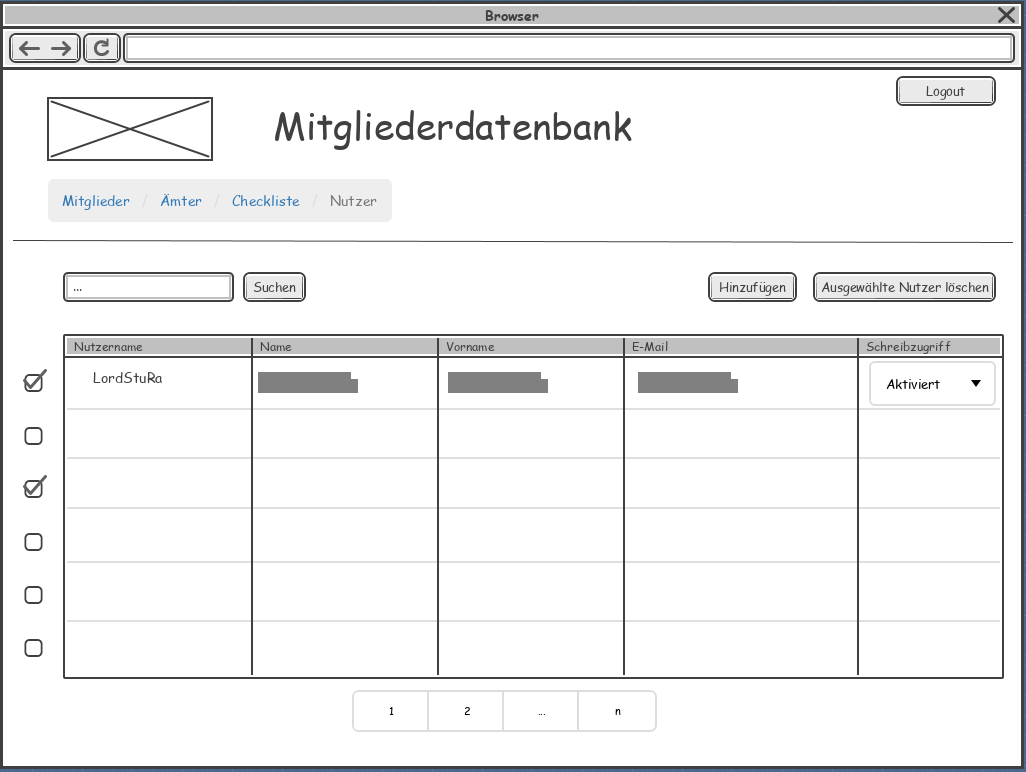 Browser
Logout
Mitgliederdatenbank
Mitglieder / Ämter / Checkliste / Nutzer
... Suchen Hinzufügen Ausgewählte Nutzer löschen
Nutzername Name Vorname E-Mail Schreibzugriff
LordStuRa Aktiviert
1 2 ... n